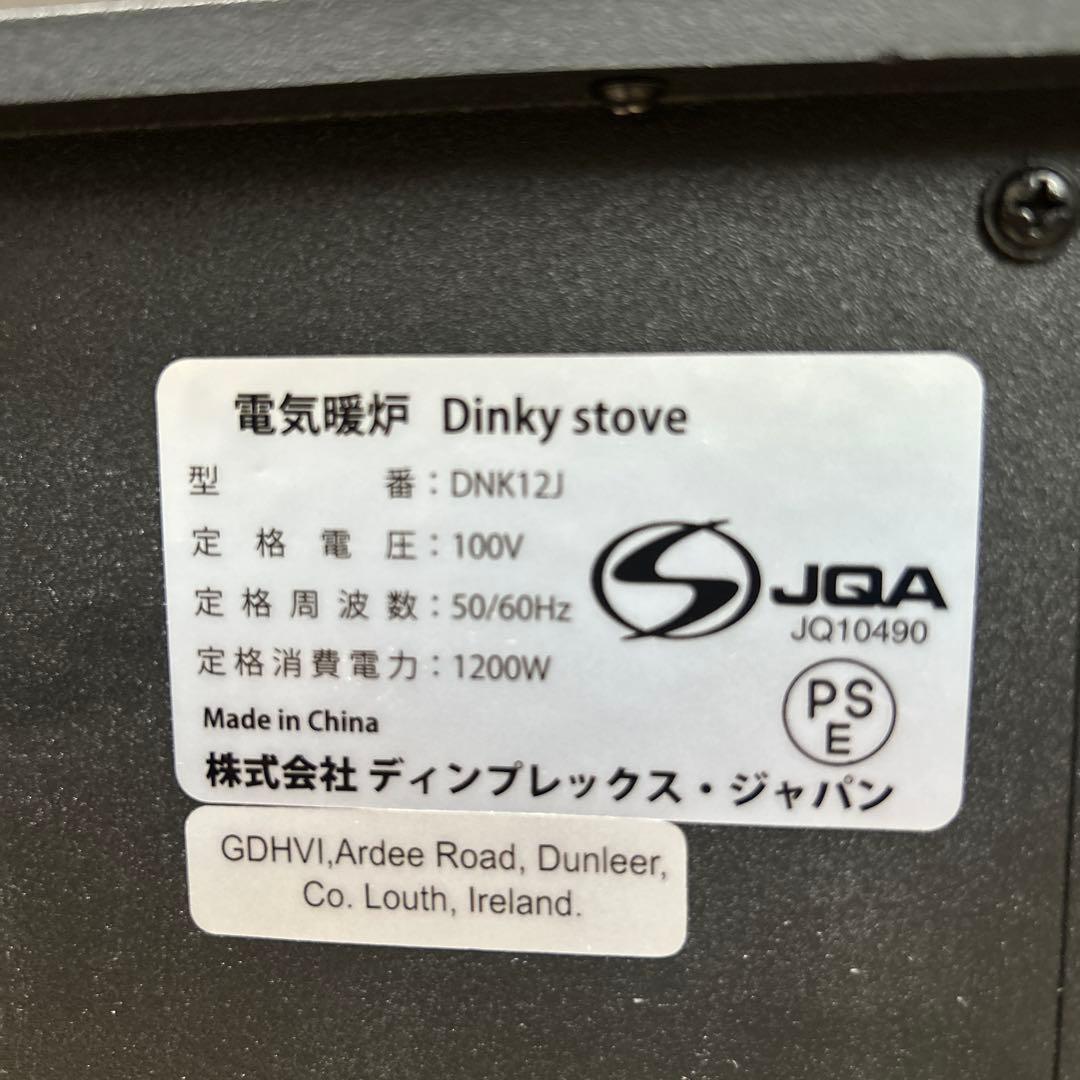 電気暖炉 Dinky stove
型番：DNK12J
定格電圧：100V
定格周波数：50/60Hz
定格消費電力：1200W
JQA
JQ10490
PS
E
Made in China
株式会社 ディンプレックス・ジャパン
GDHVI,Ardee Road, Dunleer,
Co. Louth, Ireland.